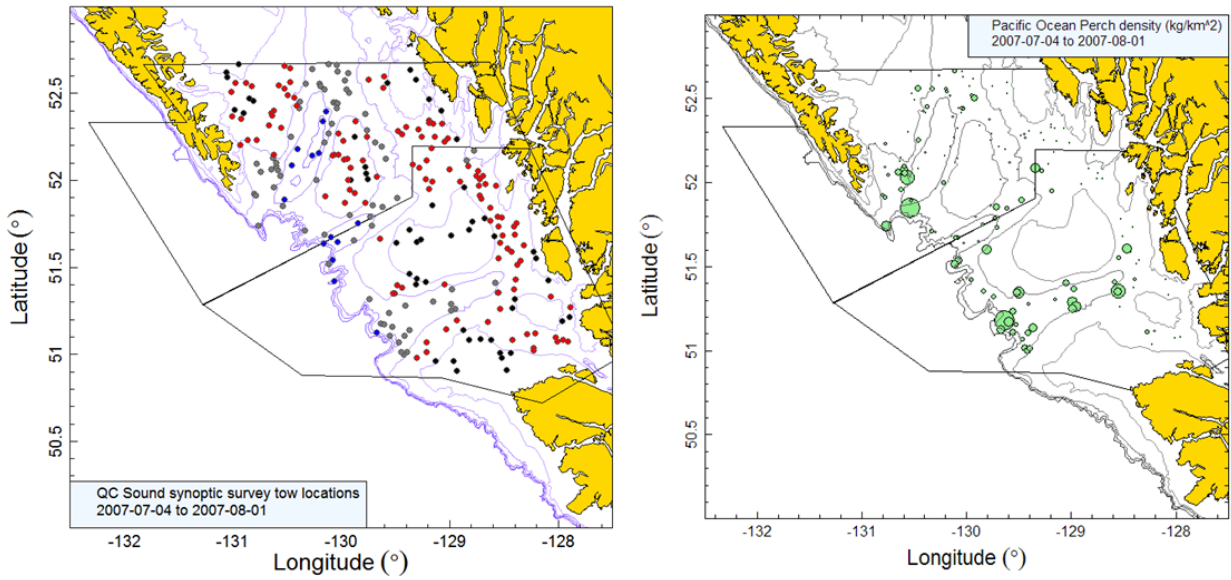 52.5
52
51.5
51
50.5
Latitude (°)
QC Sound synoptic survey tow locations
2007-07-04 to 2007-08-01
-132
-131
-130
-129
-128
Longitude (°)
Pacific Ocean Perch density (kg/km^2)
2007-07-04 to 2007-08-01
52.5
52
51.5
51
50.5
Latitude (°)
-132
-131
-130
-129
-128
Longitude (°)